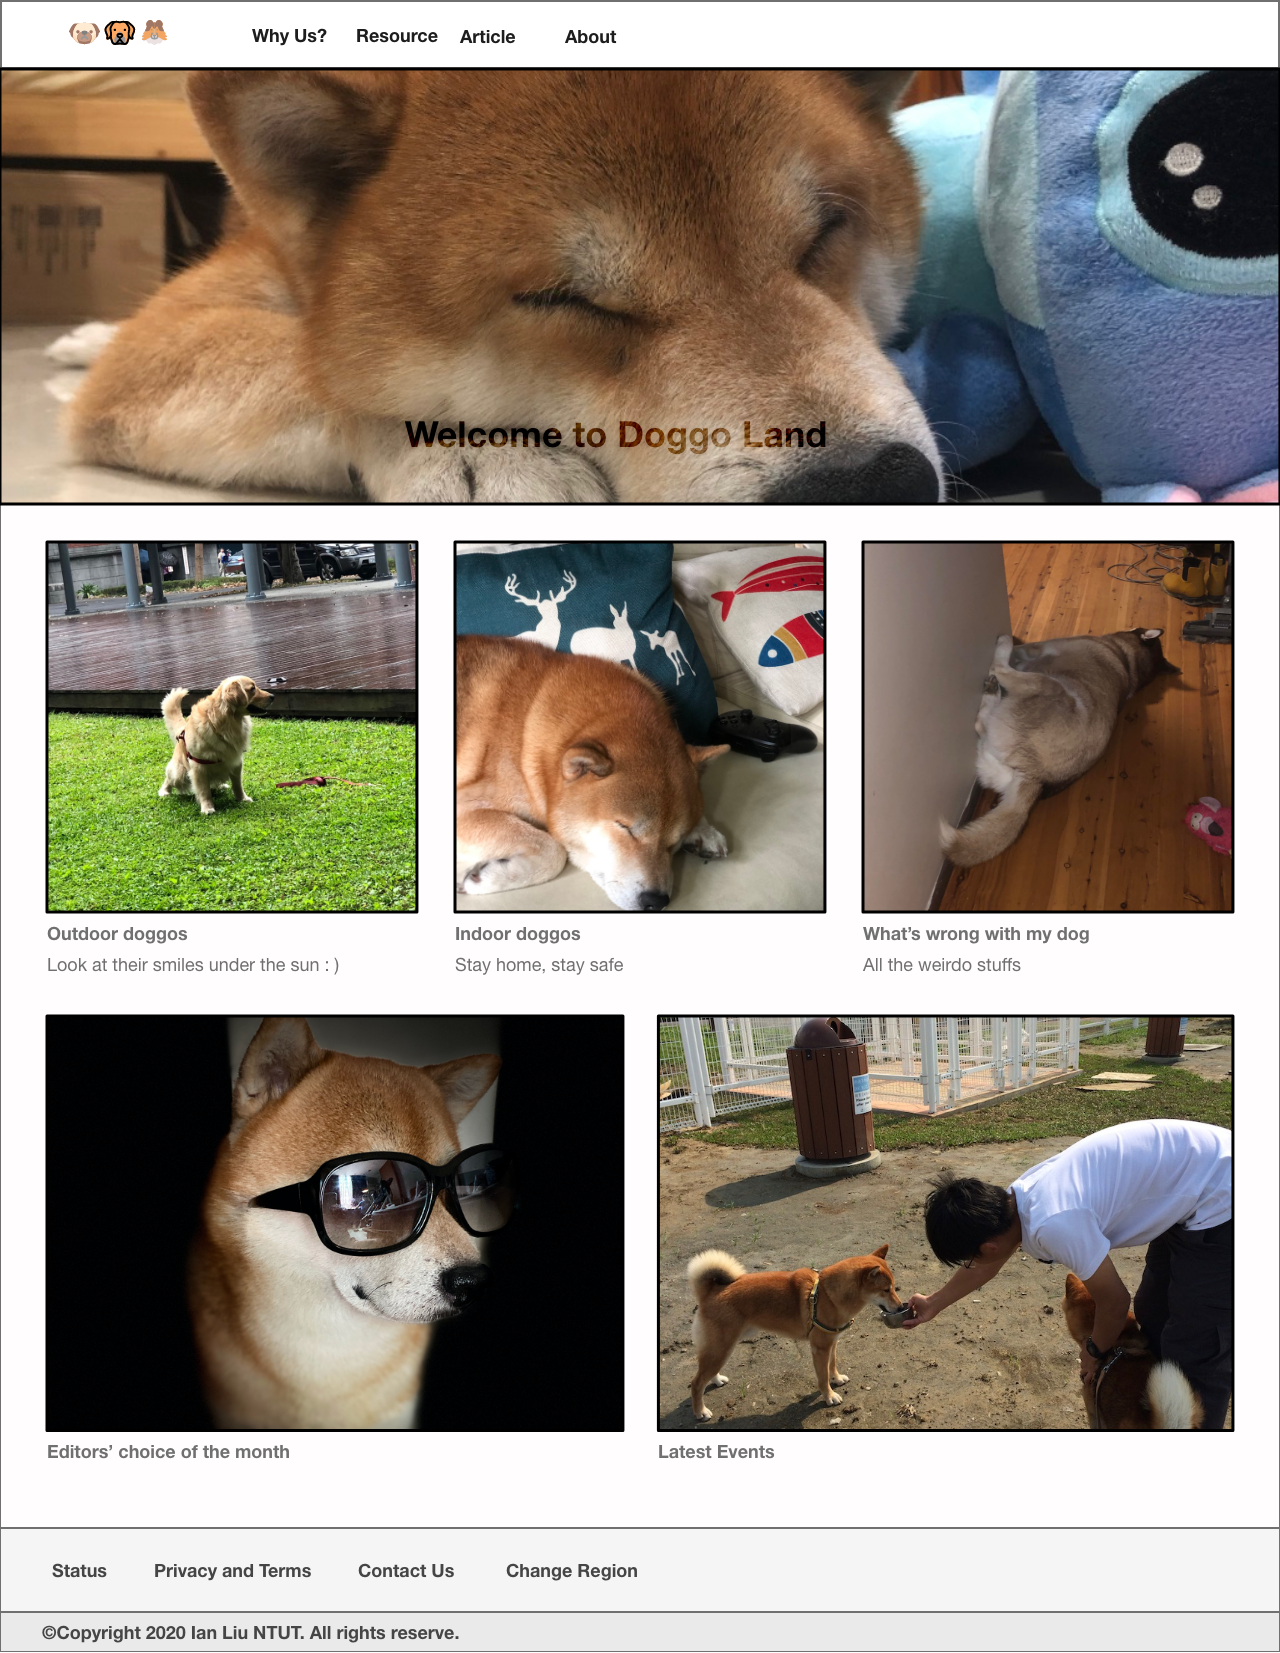 Why Us? Resource Article About
Welcome to Doggo Land
Outdoor doggos
Look at their smiles under the sun : )
Indoor doggos
Stay home, stay safe
What’s wrong with my dog
All the weirdo stuffs
Editors’ choice of the month
Latest Events
Status Privacy and Terms Contact Us Change Region
©Copyright 2020 Ian Liu NTUT. All rights reserve.